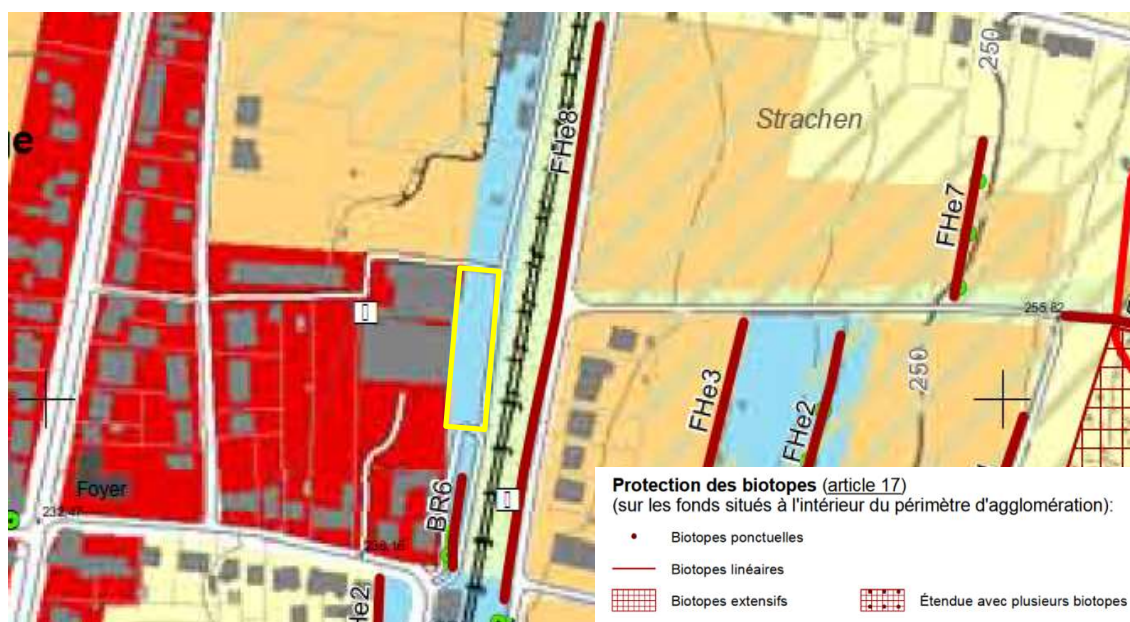 ge
Strachen
250
FHe8
FHe7
255,82
FHe3
FHe2
250
BR6
Foyer
He2
Protection des biotopes (article 17)
(sur les fonds situés à l'intérieur du périmètre d'agglomération):
Biotopes ponctuelles
Biotopes linéaires
Biotopes extensifs
Étendue avec plusieurs biotopes